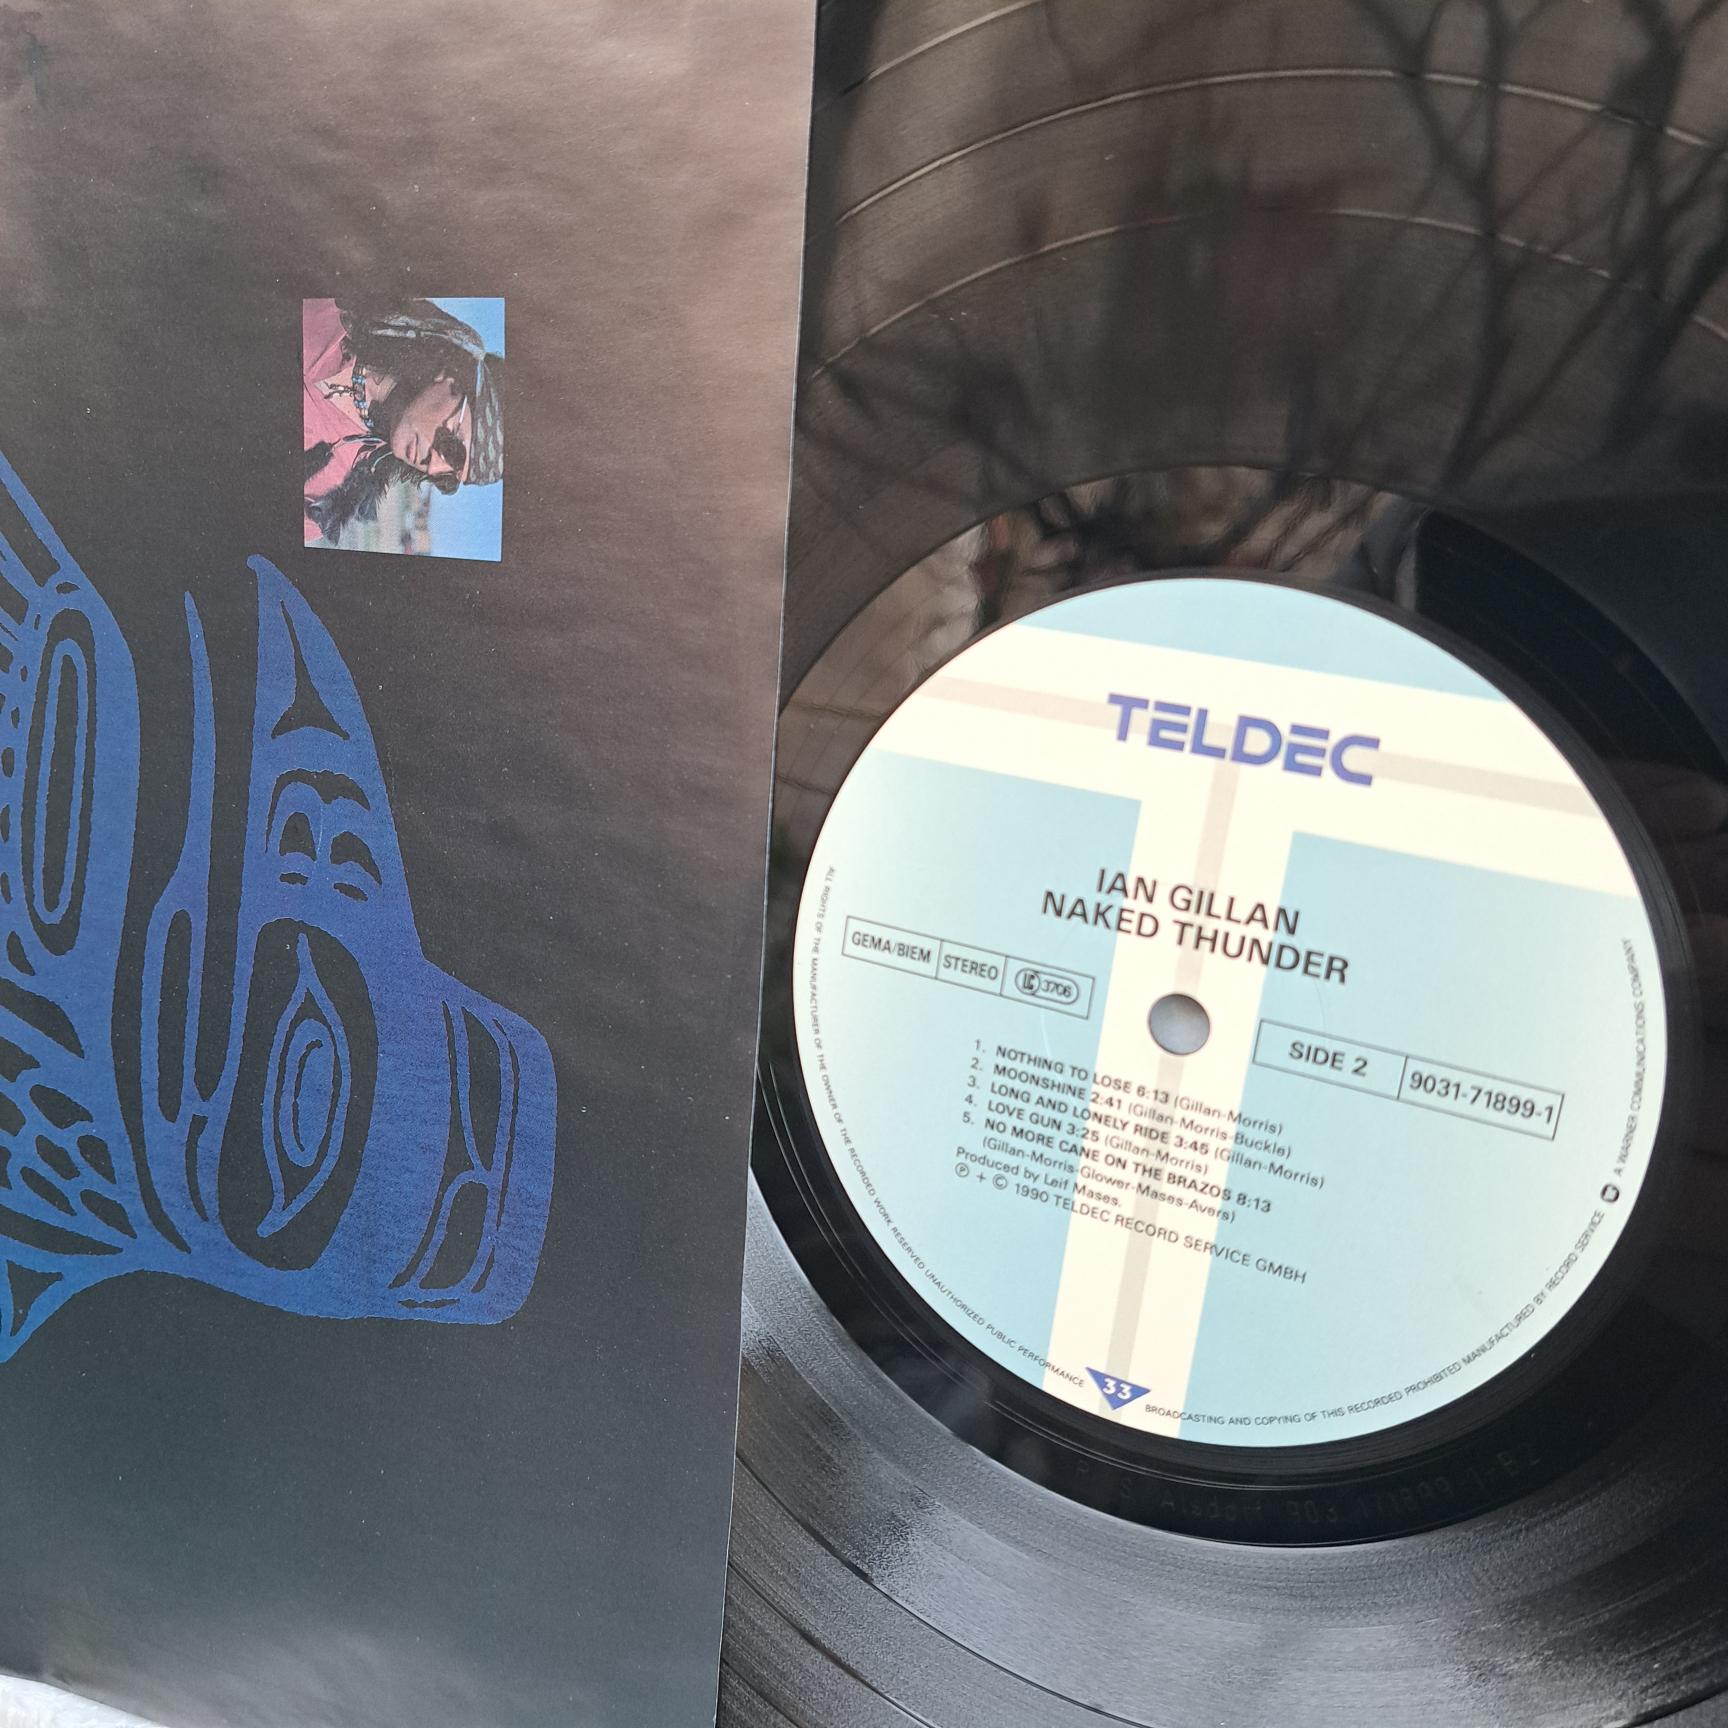 TELDEC
IAN GILLAN
NAKED THUNDER
GEMA/BIEM STEREO LC 3706
SIDE 2 9031-71899-1
1. NOTHING TO LOSE 6:13 (Gillan-Morris)
2. MOONSHINE 2:41 (Gillan-Morris-Buckle)
3. LONG AND LONELY RIDE 3:45 (Gillan-Morris)
4. LOVE GUN 3:25 (Gillan-Morris)
5. NO MORE CANE ON THE BRAZOS 8:13
(Gillan-Morris-Glower-Mases-Avers)
Produced by Leif Mases.
℗ + © 1990 TELDEC RECORD SERVICE GMBH
33
ALL RIGHTS OF THE MANUFACTURER OF THE OWNER OF THE RECORDED WORK RESERVED UNAUTHORIZED PUBLIC PERFORMANCE
BROADCASTING AND COPYING OF THIS RECORDED PROHIBITED MANUFACTURED BY RECORD SERVICE A WARNER COMMUNICATIONS COMPANY